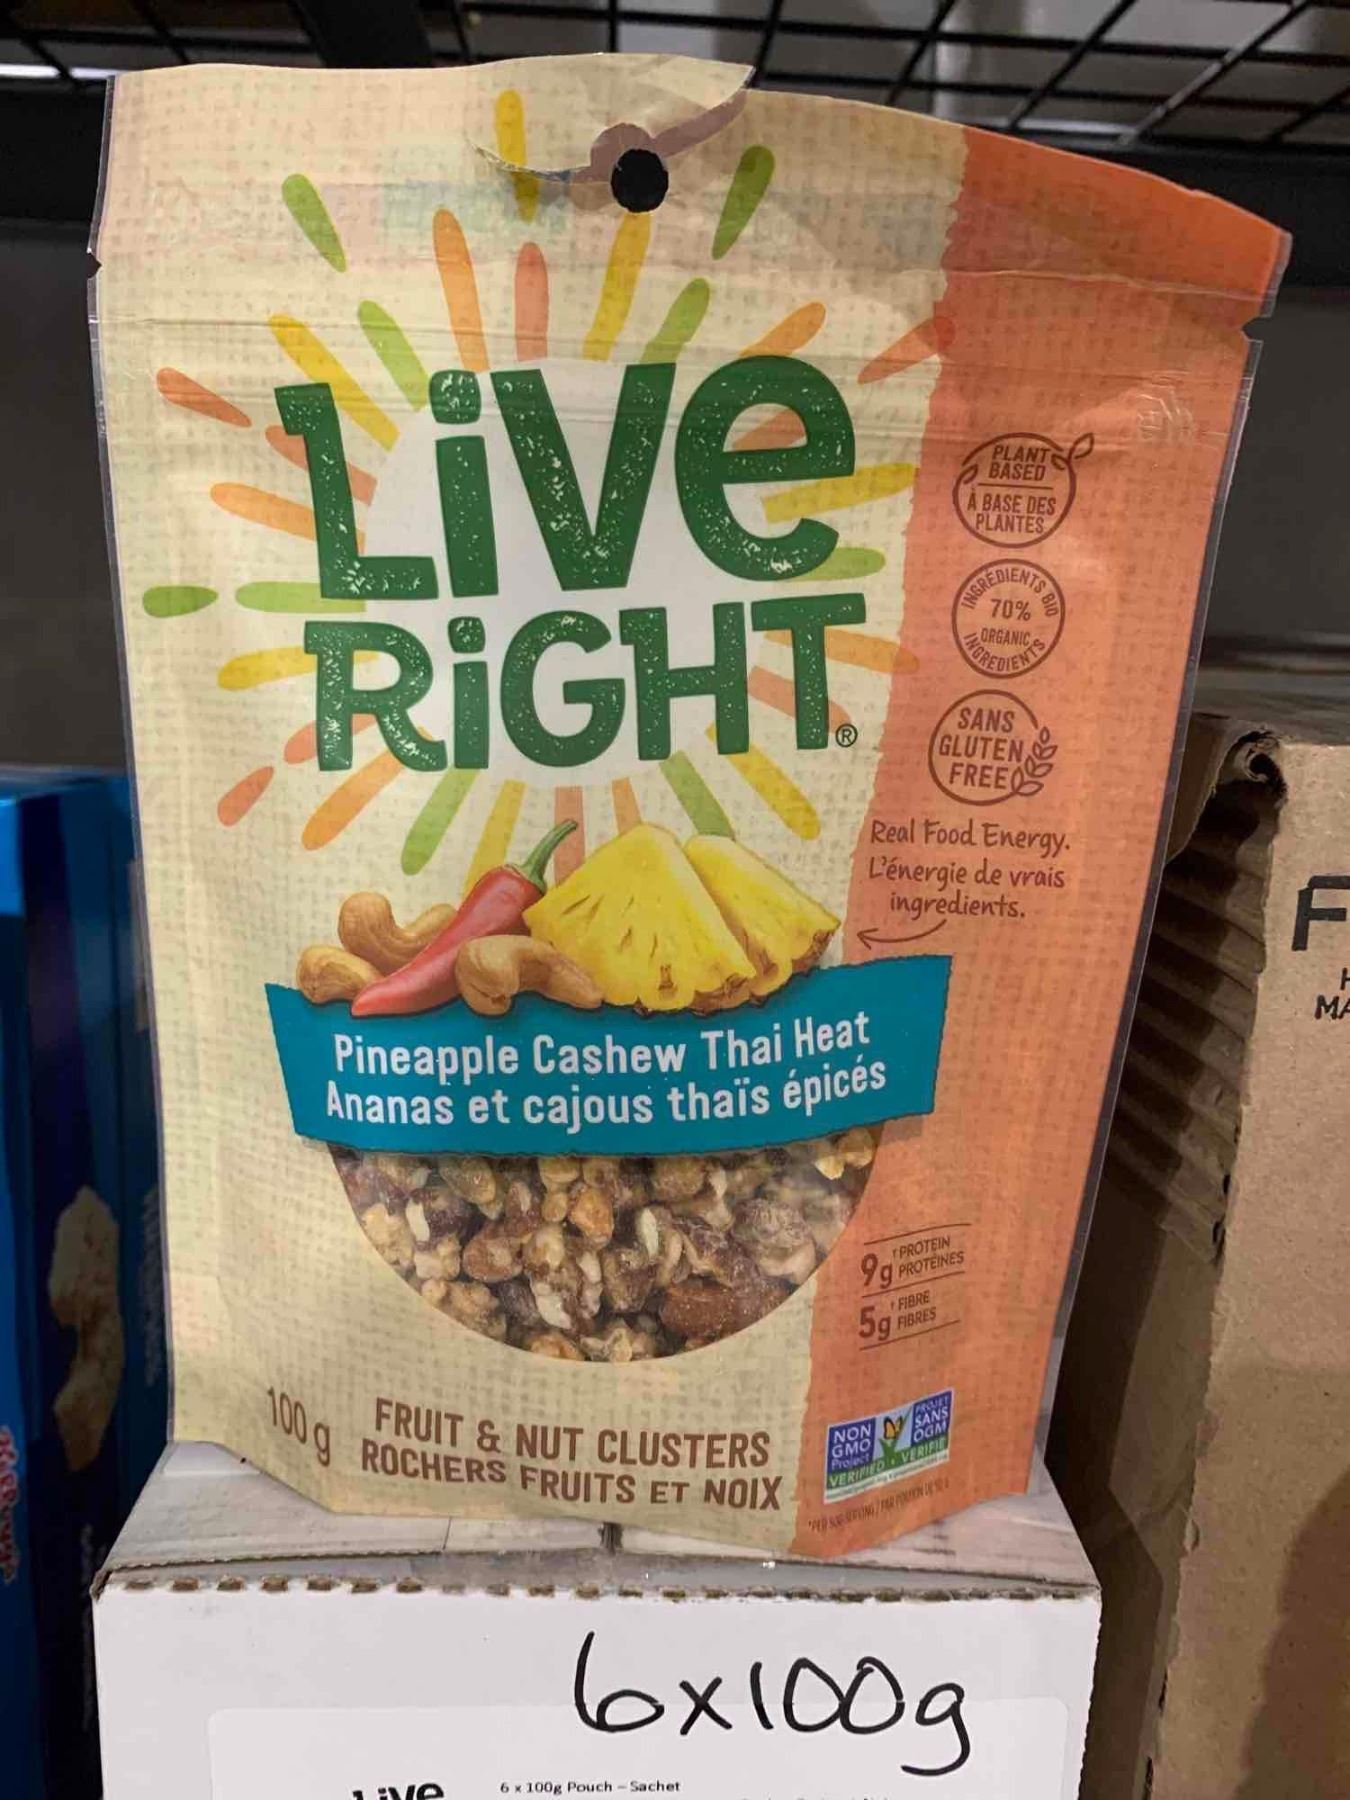 Live
RiGHT®
PLANT
BASED
À BASE DES
PLANTES
INGRÉDIENTS BIO
70%
ORGANIC
INGREDIENTS
SANS
GLUTEN
FREE
Real Food Energy.
L'énergie de vrais
ingredients.
Pineapple Cashew Thai Heat
Ananas et cajous thaïs épicés
9g PROTEIN
PROTÉINES
5g FIBRE
FIBRES
100 g
FRUIT & NUT CLUSTERS
ROCHERS FRUITS ET NOIX
NON
GMO
Project
VERIFIED
PROJET
SANS
OGM
VERIFIÉ
6x100g
Live
6 x 100g Pouch – Sachet
F
MA